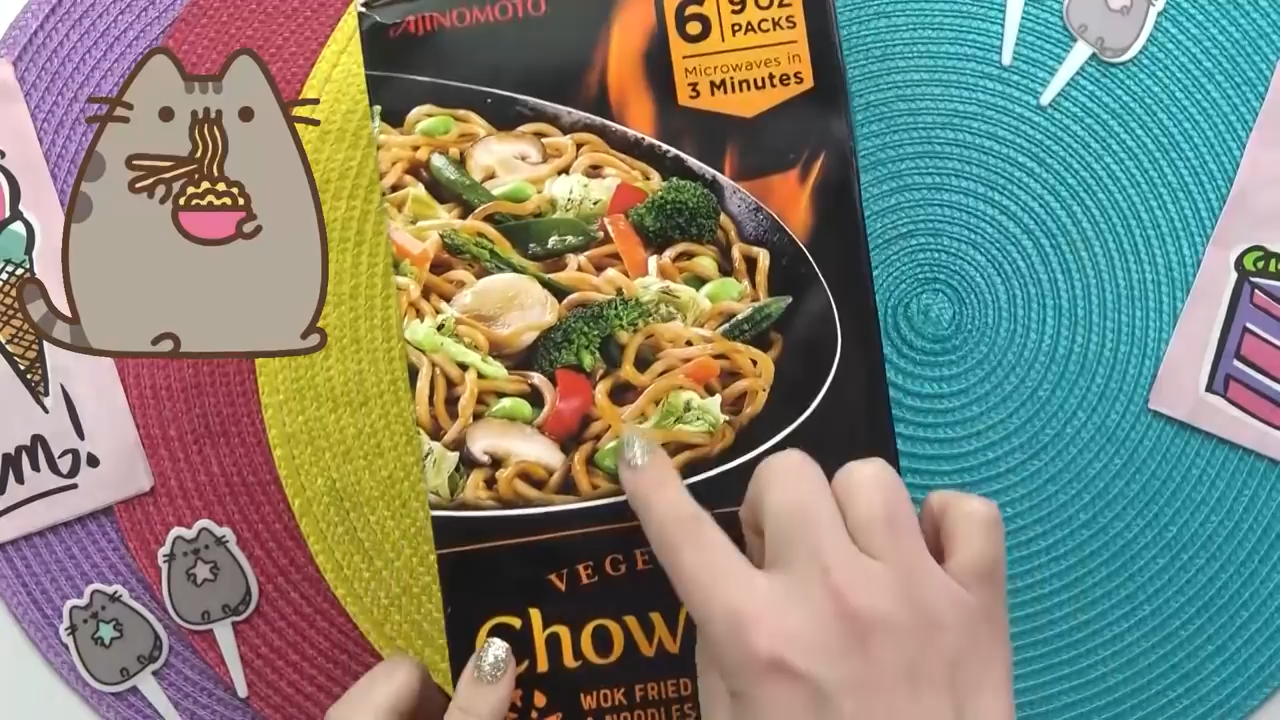 AJINOMOTO
6 9 OZ
PACKS
Microwaves in
3 Minutes
VEGE
Chow
WOK FRIED
& NOODLES
m!